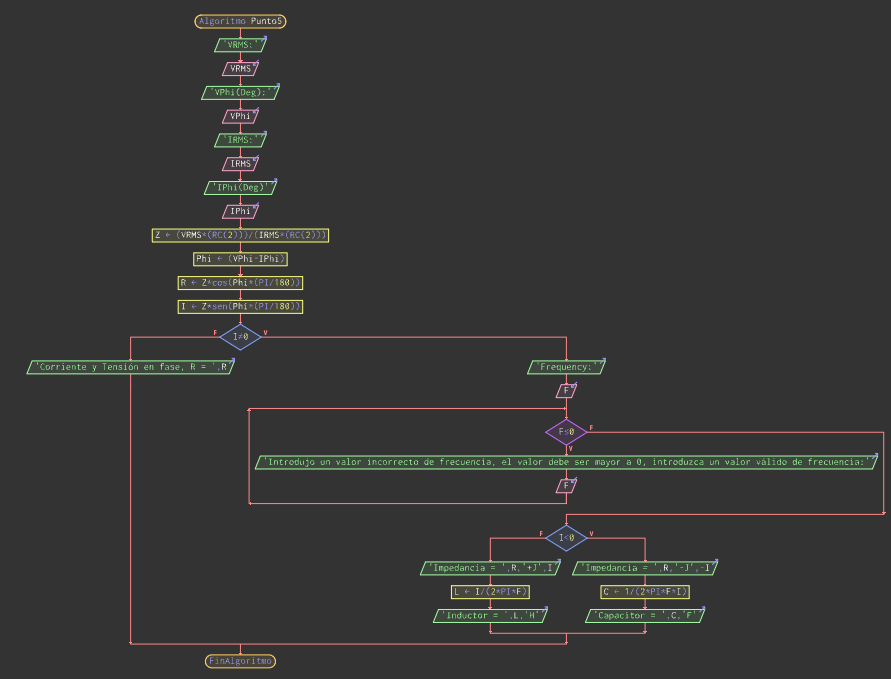 Algoritmo Punto5
'VRMS:'
VRMS
'VPhi(Deg):'
VPhi
'IRMS:'
IRMS
'IPhi(Deg)'
IPhi
Z ← (VRMS*(RC(2)))/(IRMS*(RC(2)))
Phi ← (VPhi-IPhi)
R ← Z*cos(Phi*(PI/180))
I ← Z*sen(Phi*(PI/180))
F I≠0 V
'Corriente y Tensión en fase, R = ',R
'Frequency:'
F
F≤0 F
V
'Introdujo un valor incorrecto de frecuencia, el valor debe ser mayor a 0, introduzca un valor válido de frecuencia:'
F
F I<0 V
'Impedancia = ',R,'+J',I
'Impedancia = ',R,'-J',-I
L ← I/(2*PI*F)
C ← 1/(2*PI*F*I)
'Inductor = ',L,'H'
'Capacitor = ',C,'F'
FinAlgoritmo